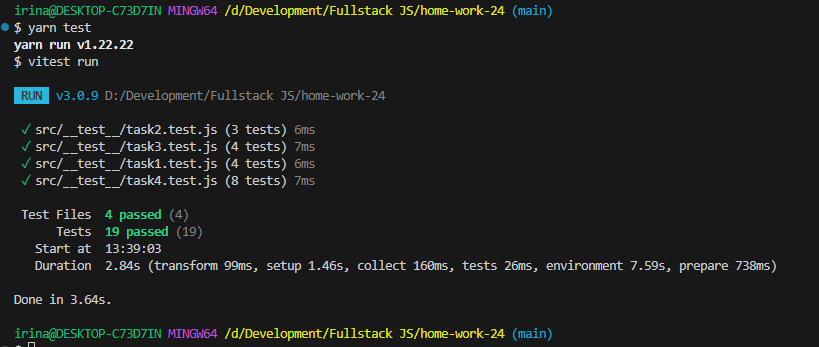 irina@DESKTOP-C73D7IN MINGW64 /d/Development/Fullstack JS/home-work-24 (main)
$ yarn test
yarn run v1.22.22
$ vitest run
RUN v3.0.9 D:/Development/Fullstack JS/home-work-24
✓ src/__test__/task2.test.js (3 tests) 6ms
✓ src/__test__/task3.test.js (4 tests) 7ms
✓ src/__test__/task1.test.js (4 tests) 6ms
✓ src/__test__/task4.test.js (8 tests) 7ms
Test Files 4 passed (4)
Tests 19 passed (19)
Start at 13:39:03
Duration 2.84s (transform 99ms, setup 1.46s, collect 160ms, tests 26ms, environment 7.59s, prepare 738ms)
Done in 3.64s.
irina@DESKTOP-C73D7IN MINGW64 /d/Development/Fullstack JS/home-work-24 (main)
$